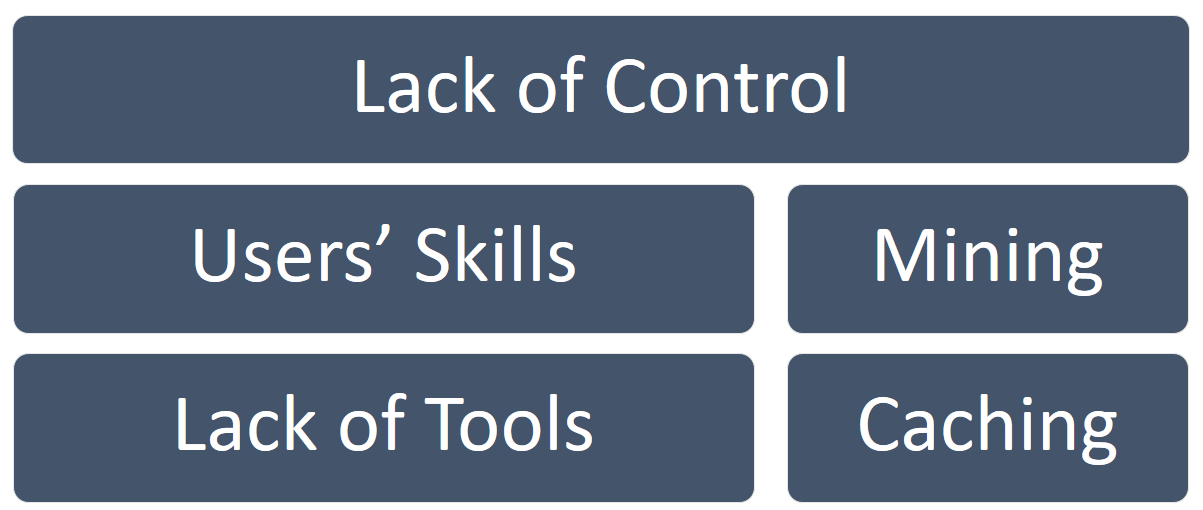 Lack of Control
Users’ Skills
Mining
Lack of Tools
Caching